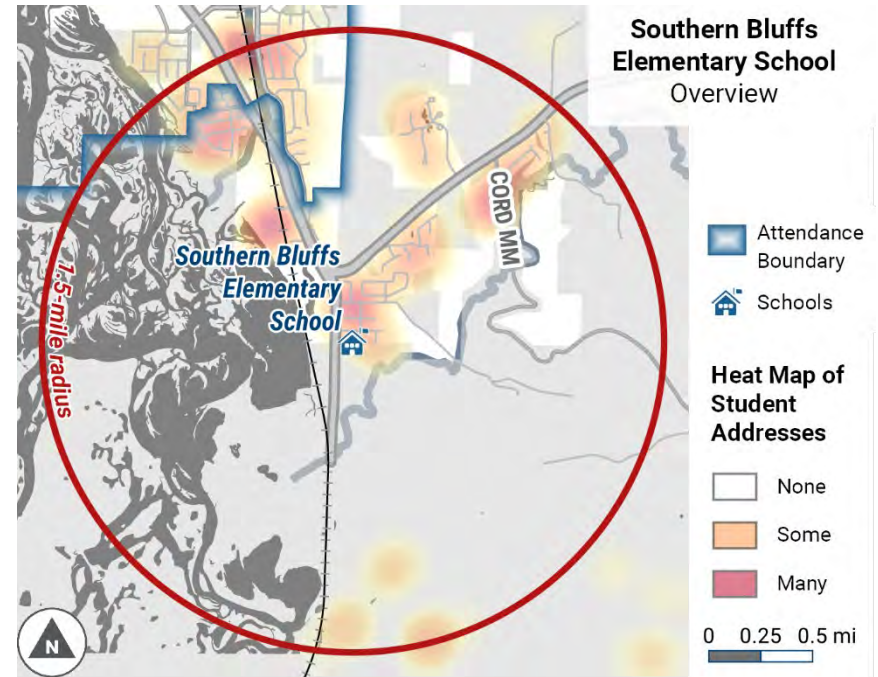 Southern Bluffs
Elementary School
Overview
CORD MM
Southern Bluffs
Elementary
School
1.5-mile radius
N
Attendance
Boundary
Schools
Heat Map of
Student
Addresses
None
Some
Many
0 0.25 0.5 mi